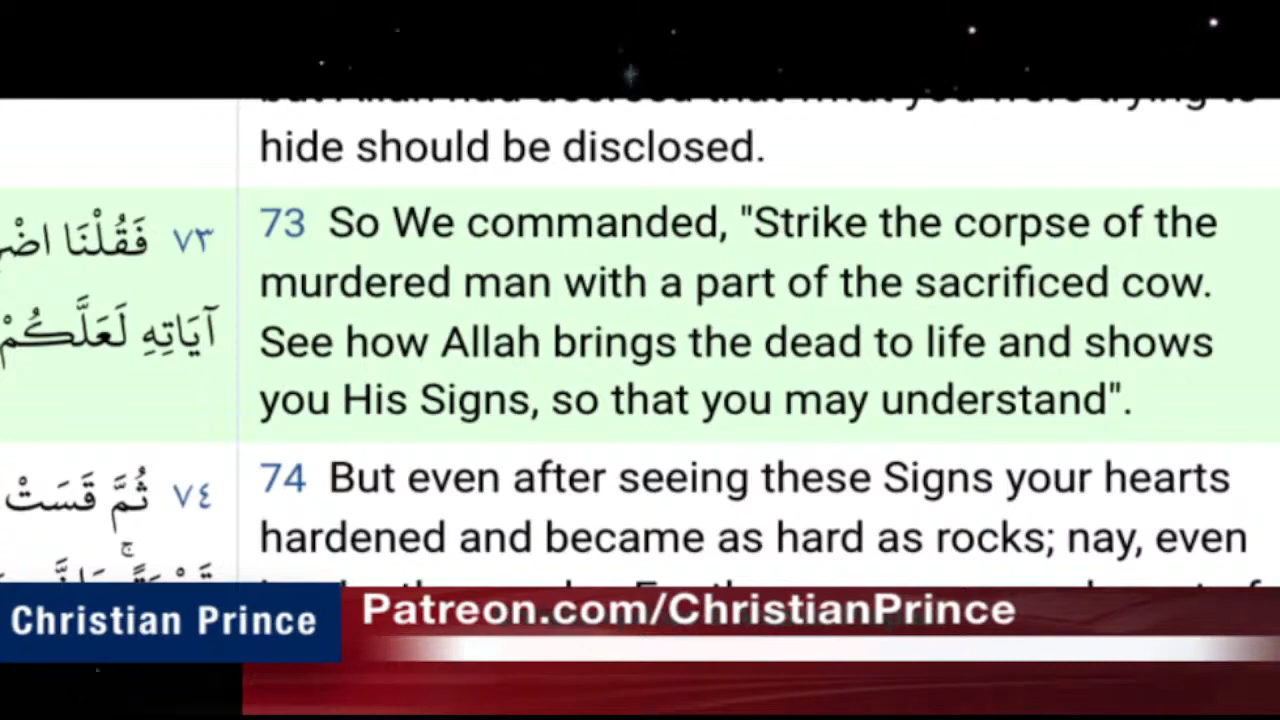 hide should be disclosed.
٧٣ فَقُلْنَا
73 So We commanded, "Strike the corpse of the
murdered man with a part of the sacrificed cow.
آيَاتِهِ لَعَلَّكُمْ
See how Allah brings the dead to life and shows
you His Signs, so that you may understand".
٧٤ ثُمَّ قَسَتْ
74 But even after seeing these Signs your hearts
hardened and became as hard as rocks; nay, even
Christian Prince
Patreon.com/ChristianPrince